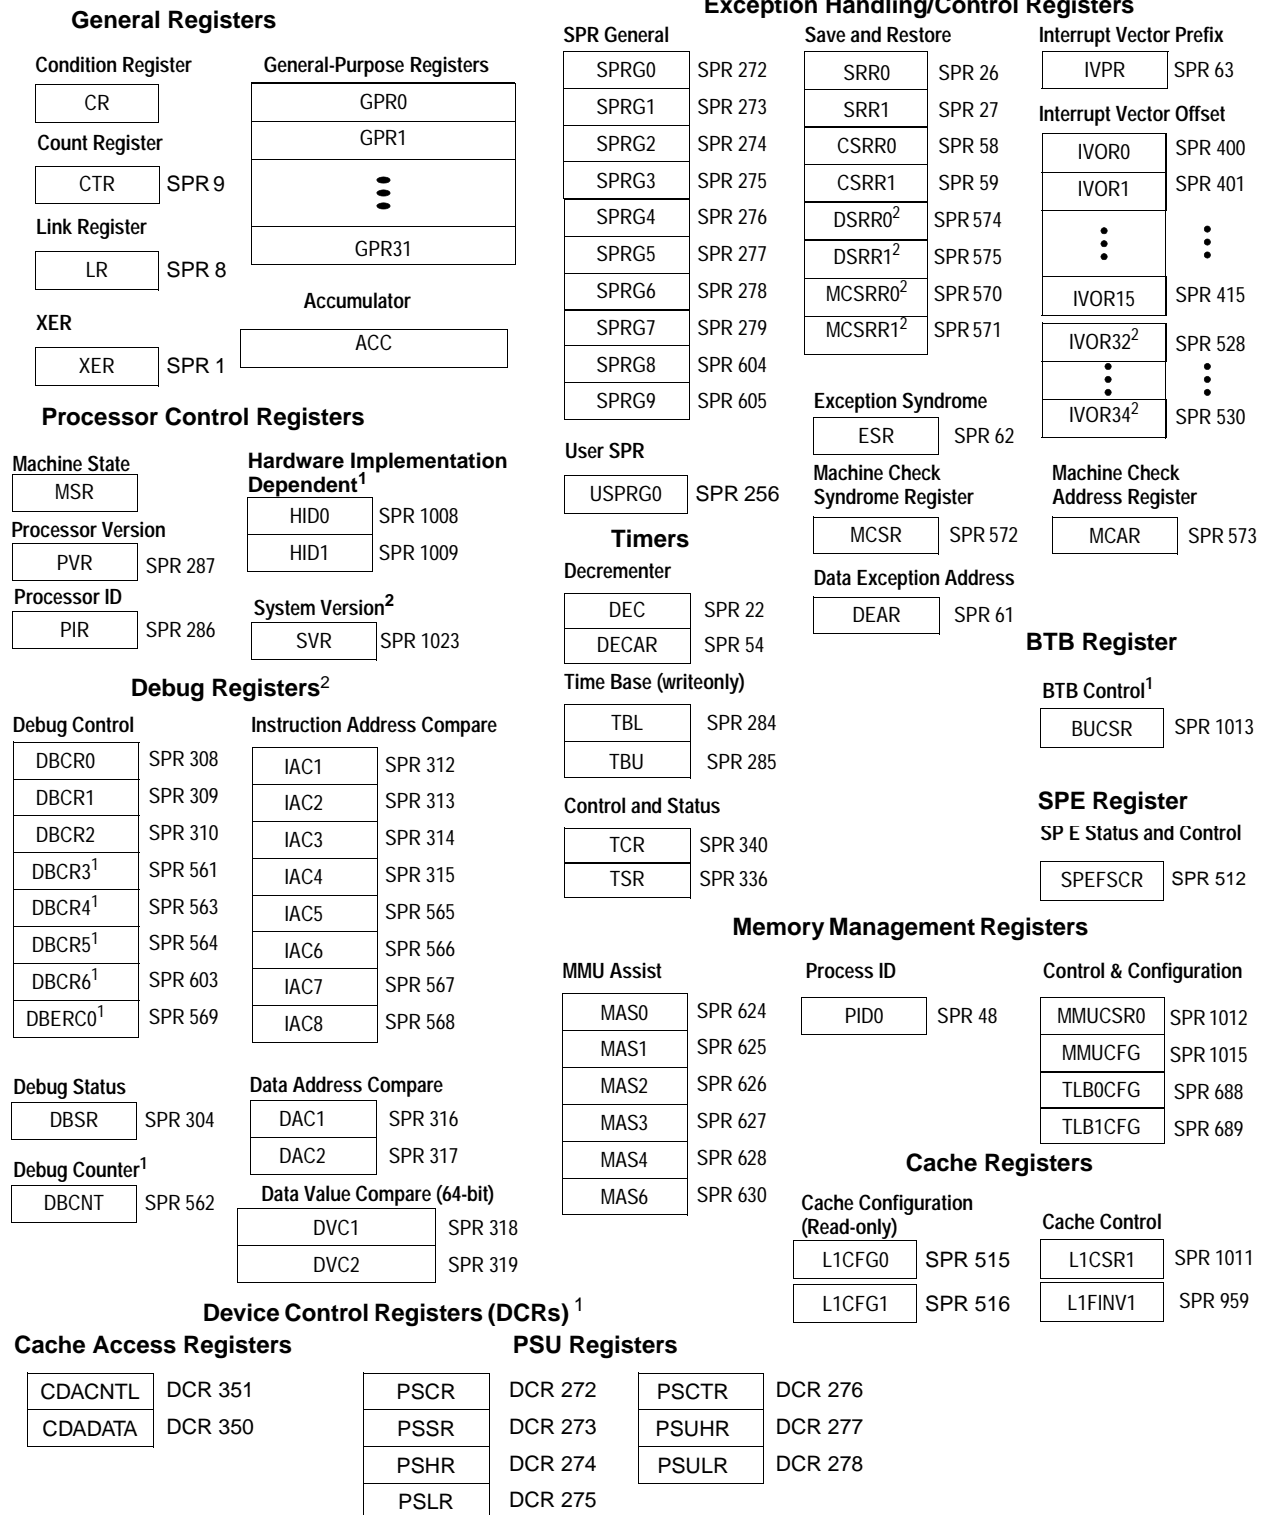 General Registers
Exception Handling/Control Registers
Condition Register
CR
Count Register
CTR SPR 9
Link Register
LR SPR 8
XER
XER SPR 1
General-Purpose Registers
GPR0
GPR1
GPR31
Accumulator
ACC
SPR General
SPRG0 SPR 272
SPRG1 SPR 273
SPRG2 SPR 274
SPRG3 SPR 275
SPRG4 SPR 276
SPRG5 SPR 277
SPRG6 SPR 278
SPRG7 SPR 279
SPRG8 SPR 604
SPRG9 SPR 605
User SPR
USPRG0 SPR 256
Save and Restore
SRR0 SPR 26
SRR1 SPR 27
CSRR0 SPR 58
CSRR1 SPR 59
DSRR0² SPR 574
DSRR1² SPR 575
MCSRR0² SPR 570
MCSRR1² SPR 571
Exception Syndrome
ESR SPR 62
Machine Check
Syndrome Register
MCSR SPR 572
Data Exception Address
DEAR SPR 61
Interrupt Vector Prefix
IVPR SPR 63
Interrupt Vector Offset
IVOR0 SPR 400
IVOR1 SPR 401
IVOR15 SPR 415
IVOR32² SPR 528
IVOR34² SPR 530
Machine Check
Address Register
MCAR SPR 573
Processor Control Registers
Machine State
MSR
Processor Version
PVR SPR 287
Processor ID
PIR SPR 286
Hardware Implementation
Dependent¹
HID0 SPR 1008
HID1 SPR 1009
System Version²
SVR SPR 1023
Timers
Decrementer
DEC SPR 22
DECAR SPR 54
Time Base (writeonly)
TBL SPR 284
TBU SPR 285
Control and Status
TCR SPR 340
TSR SPR 336
BTB Register
BTB Control¹
BUCSR SPR 1013
SPE Register
SP E Status and Control
SPEFSCR SPR 512
Debug Registers²
Debug Control
DBCR0 SPR 308
DBCR1 SPR 309
DBCR2 SPR 310
DBCR3¹ SPR 561
DBCR4¹ SPR 563
DBCR5¹ SPR 564
DBCR6¹ SPR 603
DBERC0¹ SPR 569
Debug Status
DBSR SPR 304
Debug Counter¹
DBCNT SPR 562
Instruction Address Compare
IAC1 SPR 312
IAC2 SPR 313
IAC3 SPR 314
IAC4 SPR 315
IAC5 SPR 565
IAC6 SPR 566
IAC7 SPR 567
IAC8 SPR 568
Data Address Compare
DAC1 SPR 316
DAC2 SPR 317
Data Value Compare (64-bit)
DVC1 SPR 318
DVC2 SPR 319
Memory Management Registers
MMU Assist
MAS0 SPR 624
MAS1 SPR 625
MAS2 SPR 626
MAS3 SPR 627
MAS4 SPR 628
MAS6 SPR 630
Process ID
PID0 SPR 48
Control & Configuration
MMUCSR0 SPR 1012
MMUCFG SPR 1015
TLB0CFG SPR 688
TLB1CFG SPR 689
Cache Registers
Cache Configuration
(Read-only)
L1CFG0 SPR 515
L1CFG1 SPR 516
Cache Control
L1CSR1 SPR 1011
L1FINV1 SPR 959
Device Control Registers (DCRs) ¹
Cache Access Registers
CDACNTL DCR 351
CDADATA DCR 350
PSU Registers
PSCR DCR 272
PSSR DCR 273
PSHR DCR 274
PSLR DCR 275
PSCTR DCR 276
PSUHR DCR 277
PSULR DCR 278